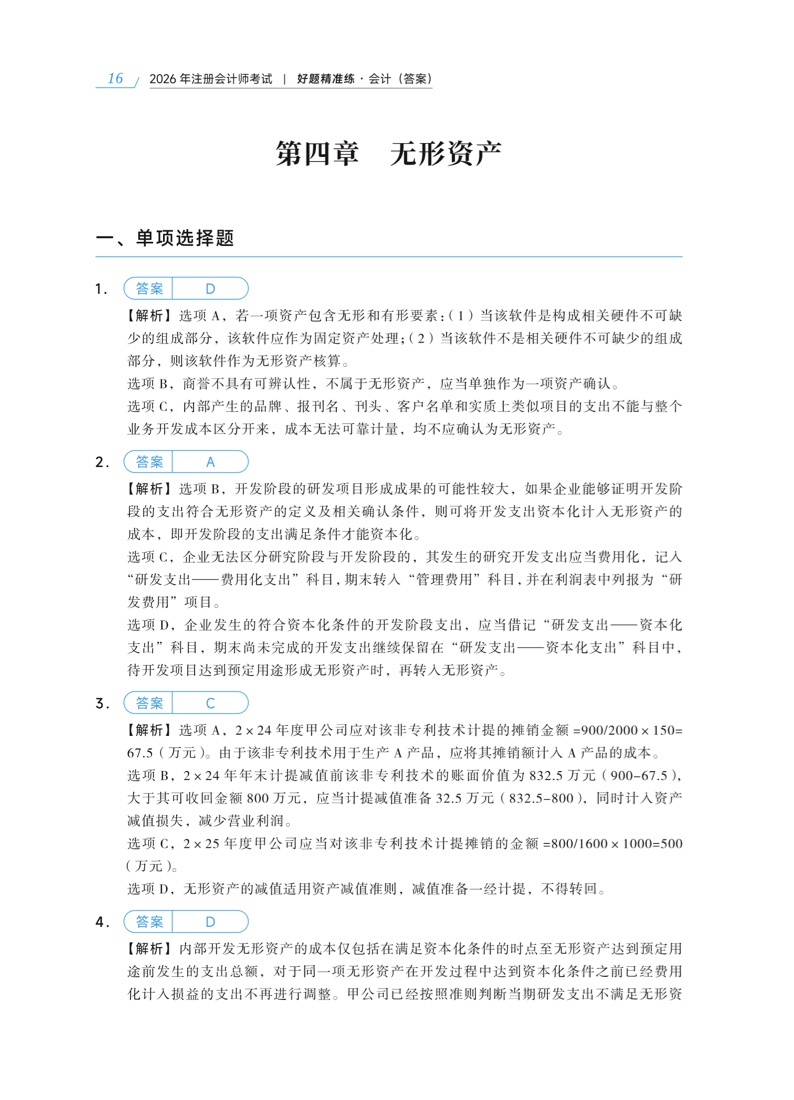 16 2026 年注册会计师考试 | 好题精准练·会计（答案）
第四章 无形资产
一、单项选择题
1. 答案 D
【解析】选项 A，若一项资产包含无形和有形要素：（1）当该软件是构成相关硬件不可缺
少的组成部分，该软件应作为固定资产处理；（2）当该软件不是相关硬件不可缺少的组成
部分，则该软件作为无形资产核算。
选项 B，商誉不具有可辨认性，不属于无形资产，应当单独作为一项资产确认。
选项 C，内部产生的品牌、报刊名、刊头、客户名单和实质上类似项目的支出不能与整个
业务开发成本区分开来，成本无法可靠计量，均不应确认为无形资产。
2. 答案 A
【解析】选项 B，开发阶段的研发项目形成成果的可能性较大，如果企业能够证明开发阶
段的支出符合无形资产的定义及相关确认条件，则可将开发支出资本化计入无形资产的
成本，即开发阶段的支出满足条件才能资本化。
选项 C，企业无法区分研究阶段与开发阶段的，其发生的研究开发支出应当费用化，记入
“研发支出——费用化支出”科目，期末转入“管理费用”科目，并在利润表中列报为“研
发费用”项目。
选项 D，企业发生的符合资本化条件的开发阶段支出，应当借记“研发支出——资本化
支出”科目，期末尚未完成的开发支出继续保留在“研发支出——资本化支出”科目中，
待开发项目达到预定用途形成无形资产时，再转入无形资产。
3. 答案 C
【解析】选项 A，2×24 年度甲公司应对该非专利技术计提的摊销金额 =900/2000×150=
67.5（万元）。由于该非专利技术用于生产 A 产品，应将其摊销额计入 A 产品的成本。
选项 B，2×24 年年末计提减值前该非专利技术的账面价值为 832.5 万元（900-67.5），
大于其可收回金额 800 万元，应当计提减值准备 32.5 万元（832.5-800），同时计入资产
减值损失，减少营业利润。
选项 C，2×25 年度甲公司应当对该非专利技术计提摊销的金额 =800/1600×1000=500
（万元）。
选项 D，无形资产的减值适用资产减值准则，减值准备一经计提，不得转回。
4. 答案 D
【解析】内部开发无形资产的成本仅包括在满足资本化条件的时点至无形资产达到预定用
途前发生的支出总额，对于同一项无形资产在开发过程中达到资本化条件之前已经费用
化计入损益的支出不再进行调整。甲公司已经按照准则判断当期研发支出不满足无形资